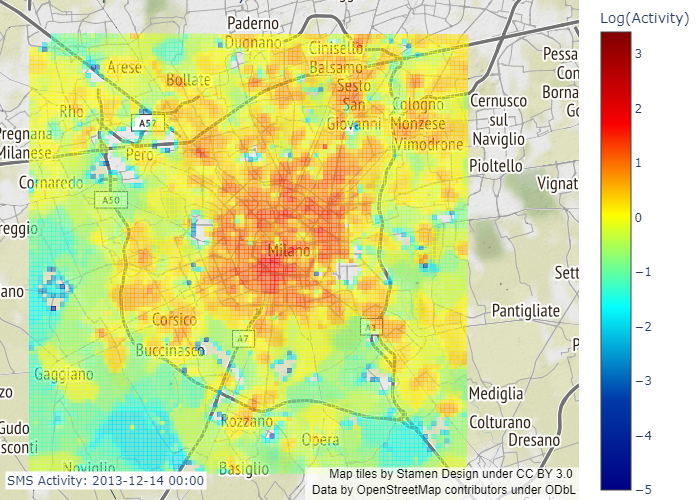 Paderno
Dugnano
Cinisello
Balsamo
Arese
Bollate
Sesto
San
Giovanni
Rho
Cologno
Monzese
Vimodrone
Pessa
Con
Borna
Go
Cernusco
sul
Naviglio
A52
Pregnana
Milanese
Pero
Pioltello
Cornaredo
Vignat
A50
reggio
Milano
Sett
ano
Pantigliate
Corsico
A7
Buccinasco
P
Gaggiano
zo
Mediglia
Rozzano
Colturano
Gudo
sconti
Opera
Dresano
Noviglio
Basiglio
SMS Activity: 2013-12-14 00:00
Map tiles by Stamen Design under CC BY 3.0
Data by OpenStreetMap contributors under ODbL
Log(Activity)
3
2
1
0
−1
−2
−3
−4
−5